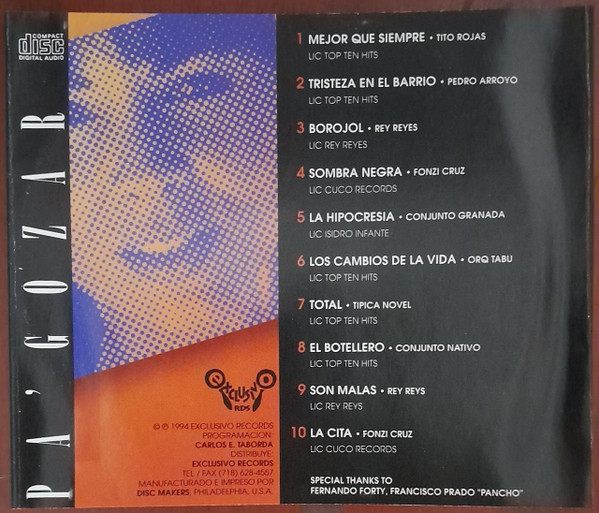 COMPACT
disc
DIGITAL AUDIO
PA' GOZAR
1 MEJOR QUE SIEMPRE • TITO ROJAS
LIC TOP TEN HITS
2 TRISTEZA EN EL BARRIO • PEDRO ARROYO
LIC TOP TEN HITS
3 BOROJOL • REY REYES
LIC REY REYES
4 SOMBRA NEGRA • FONZI CRUZ
LIC CUCO RECORDS
5 LA HIPOCRESIA • CONJUNTO GRANADA
LIC ISIDRO INFANTE
6 LOS CAMBIOS DE LA VIDA • ORQ TABU
LIC TOP TEN HITS
7 TOTAL • TIPICA NOVEL
LIC TOP TEN HITS
8 EL BOTELLERO • CONJUNTO NATIVO
LIC TOP TEN HITS
9 SON MALAS • REY REYS
LIC REY REYS
10 LA CITA • FONZI CRUZ
LIC CUCO RECORDS
SPECIAL THANKS TO
FERNANDO FORTY, FRANCISCO PRADO "PANCHO"
exclusivo
RDS
© ℗ 1994 EXCLUSIVO RECORDS
PROGRAMACION:
CARLOS E. TABORDA
DISTRIBUYE:
EXCLUSIVO RECORDS
TEL / FAX (718) 628-4557
MANUFACTURADO E IMPRESO POR
DISC MAKERS, PHILADELPHIA, U.S.A.